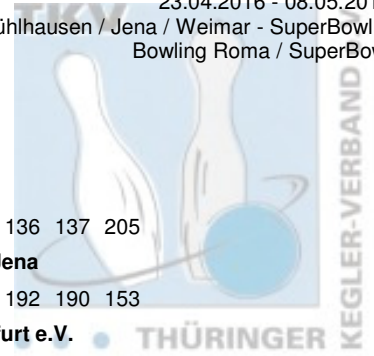 TKV
23.04.2016 - 08.05.201
ühlhausen / Jena / Weimar - SuperBowl
Bowling Roma / SuperBow
136 137 205
Jena
192 190 153
furt e.V.
THÜRINGER
KEGLER-VERBAND